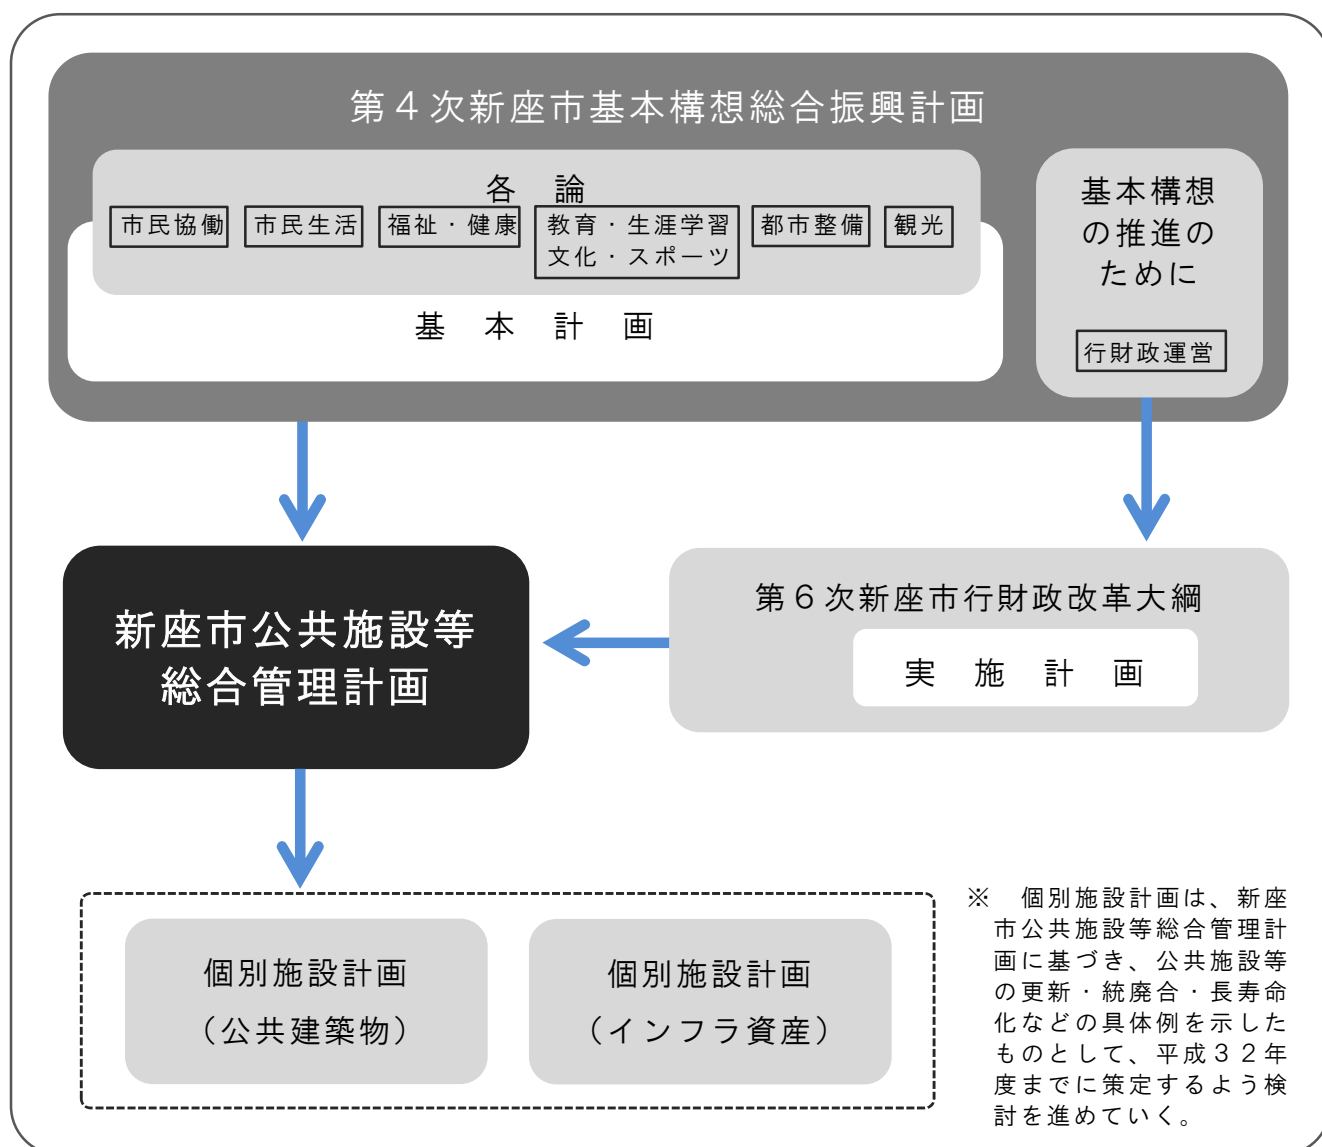 第４次新座市基本構想総合振興計画
各　論
市民協働
市民生活
福祉・健康
教育・生涯学習
文化・スポーツ
都市整備
観光
基　本　計　画
基本構想
の推進の
ために
行財政運営
新座市公共施設等
総合管理計画
第６次新座市行財政改革大綱
実　施　計　画
個別施設計画
（公共建築物）
個別施設計画
（インフラ資産）
※　個別施設計画は、新座
市公共施設等総合管理計
画に基づき、公共施設等
の更新・統廃合・長寿命
化などの具体例を示した
ものとして、平成３２年
度までに策定するよう検
討を進めていく。